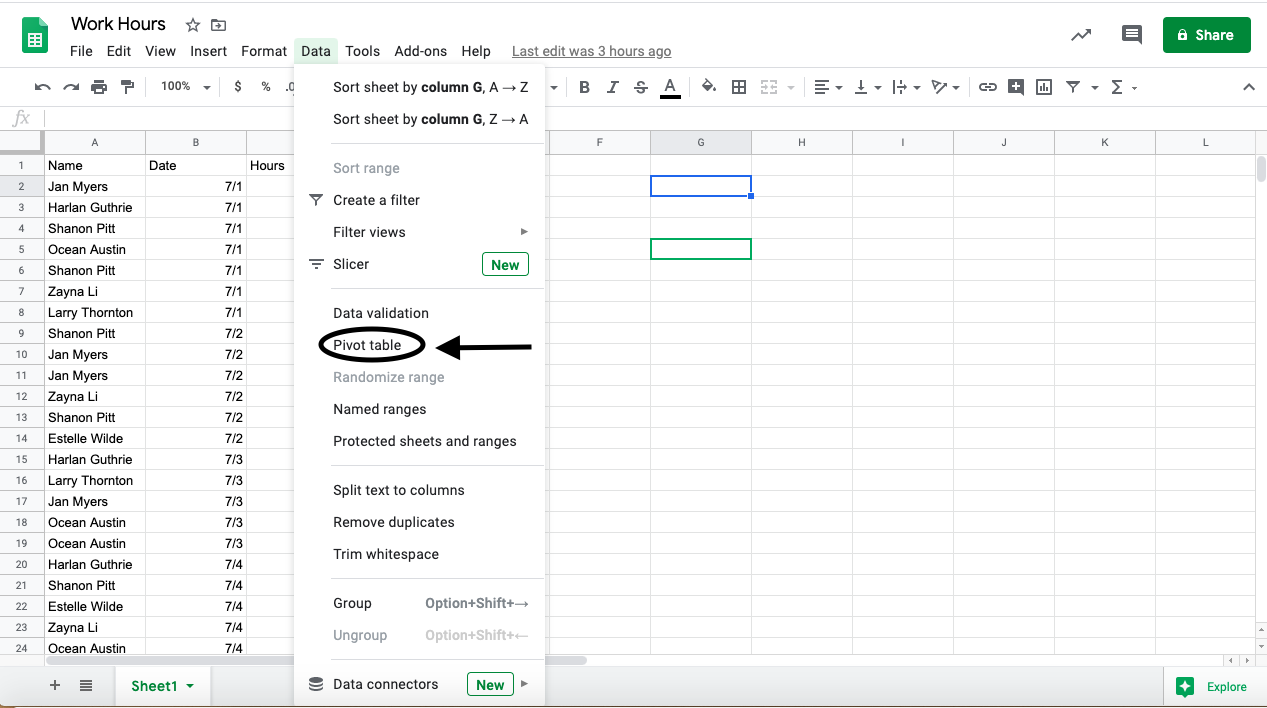 Work Hours
File Edit View Insert Format Data Tools Add-ons Help Last edit was 3 hours ago
Share
100% $ % .0 B I S A Σ
fx
A B F G H I J K L
1 Name Date Hours
2 Jan Myers 7/1
3 Harlan Guthrie 7/1
4 Shanon Pitt 7/1
5 Ocean Austin 7/1
6 Shanon Pitt 7/1
7 Zayna Li 7/1
8 Larry Thornton 7/1
9 Shanon Pitt 7/2
10 Jan Myers 7/2
11 Jan Myers 7/2
12 Zayna Li 7/2
13 Shanon Pitt 7/2
14 Estelle Wilde 7/2
15 Harlan Guthrie 7/3
16 Larry Thornton 7/3
17 Jan Myers 7/3
18 Ocean Austin 7/3
19 Ocean Austin 7/3
20 Harlan Guthrie 7/4
21 Shanon Pitt 7/4
22 Estelle Wilde 7/4
23 Zayna Li 7/4
24 Ocean Austin 7/4
Sort sheet by column G, A → Z
Sort sheet by column G, Z → A
Sort range
Create a filter
Filter views
Slicer New
Data validation
Pivot table
Randomize range
Named ranges
Protected sheets and ranges
Split text to columns
Remove duplicates
Trim whitespace
Group Option+Shift+→
Ungroup Option+Shift+←
Data connectors New
Sheet1
Explore